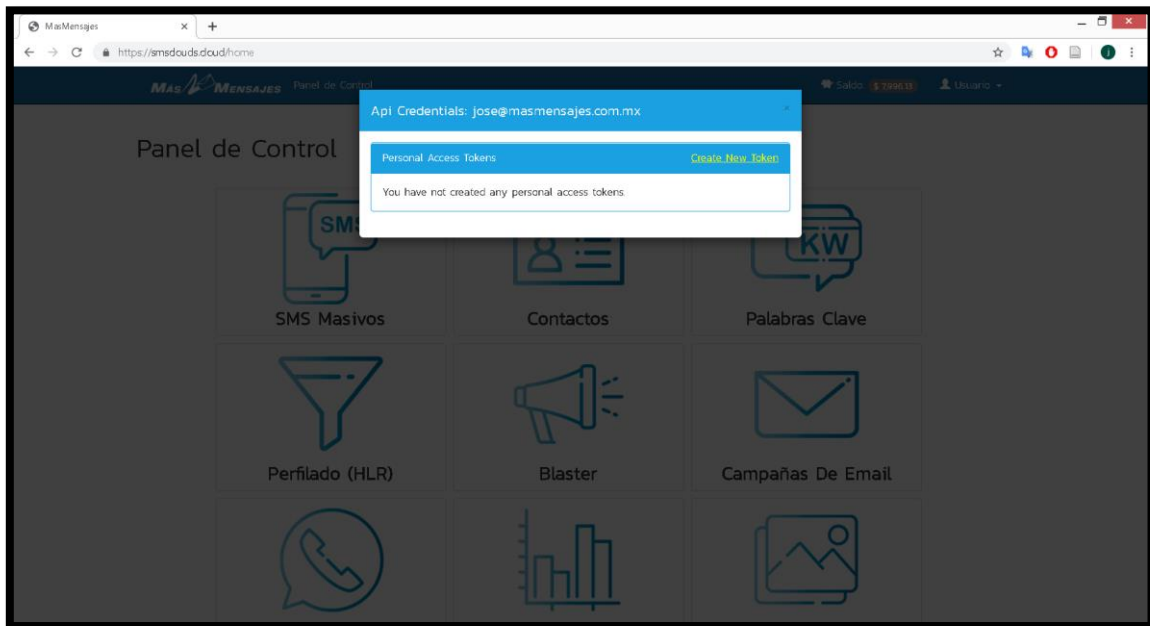 MasMensajes
https://smsclouds.cloud/home
MAS MENSAJES Panel de Control
Saldo
Usuario
Api Credentials: jose@masmensajes.com.mx
Panel de Control
Personal Access Tokens
Create New Token
You have not created any personal access tokens.
SMS
KW
SMS Masivos
Contactos
Palabras Clave
Perfilado (HLR)
Blaster
Campañas De Email